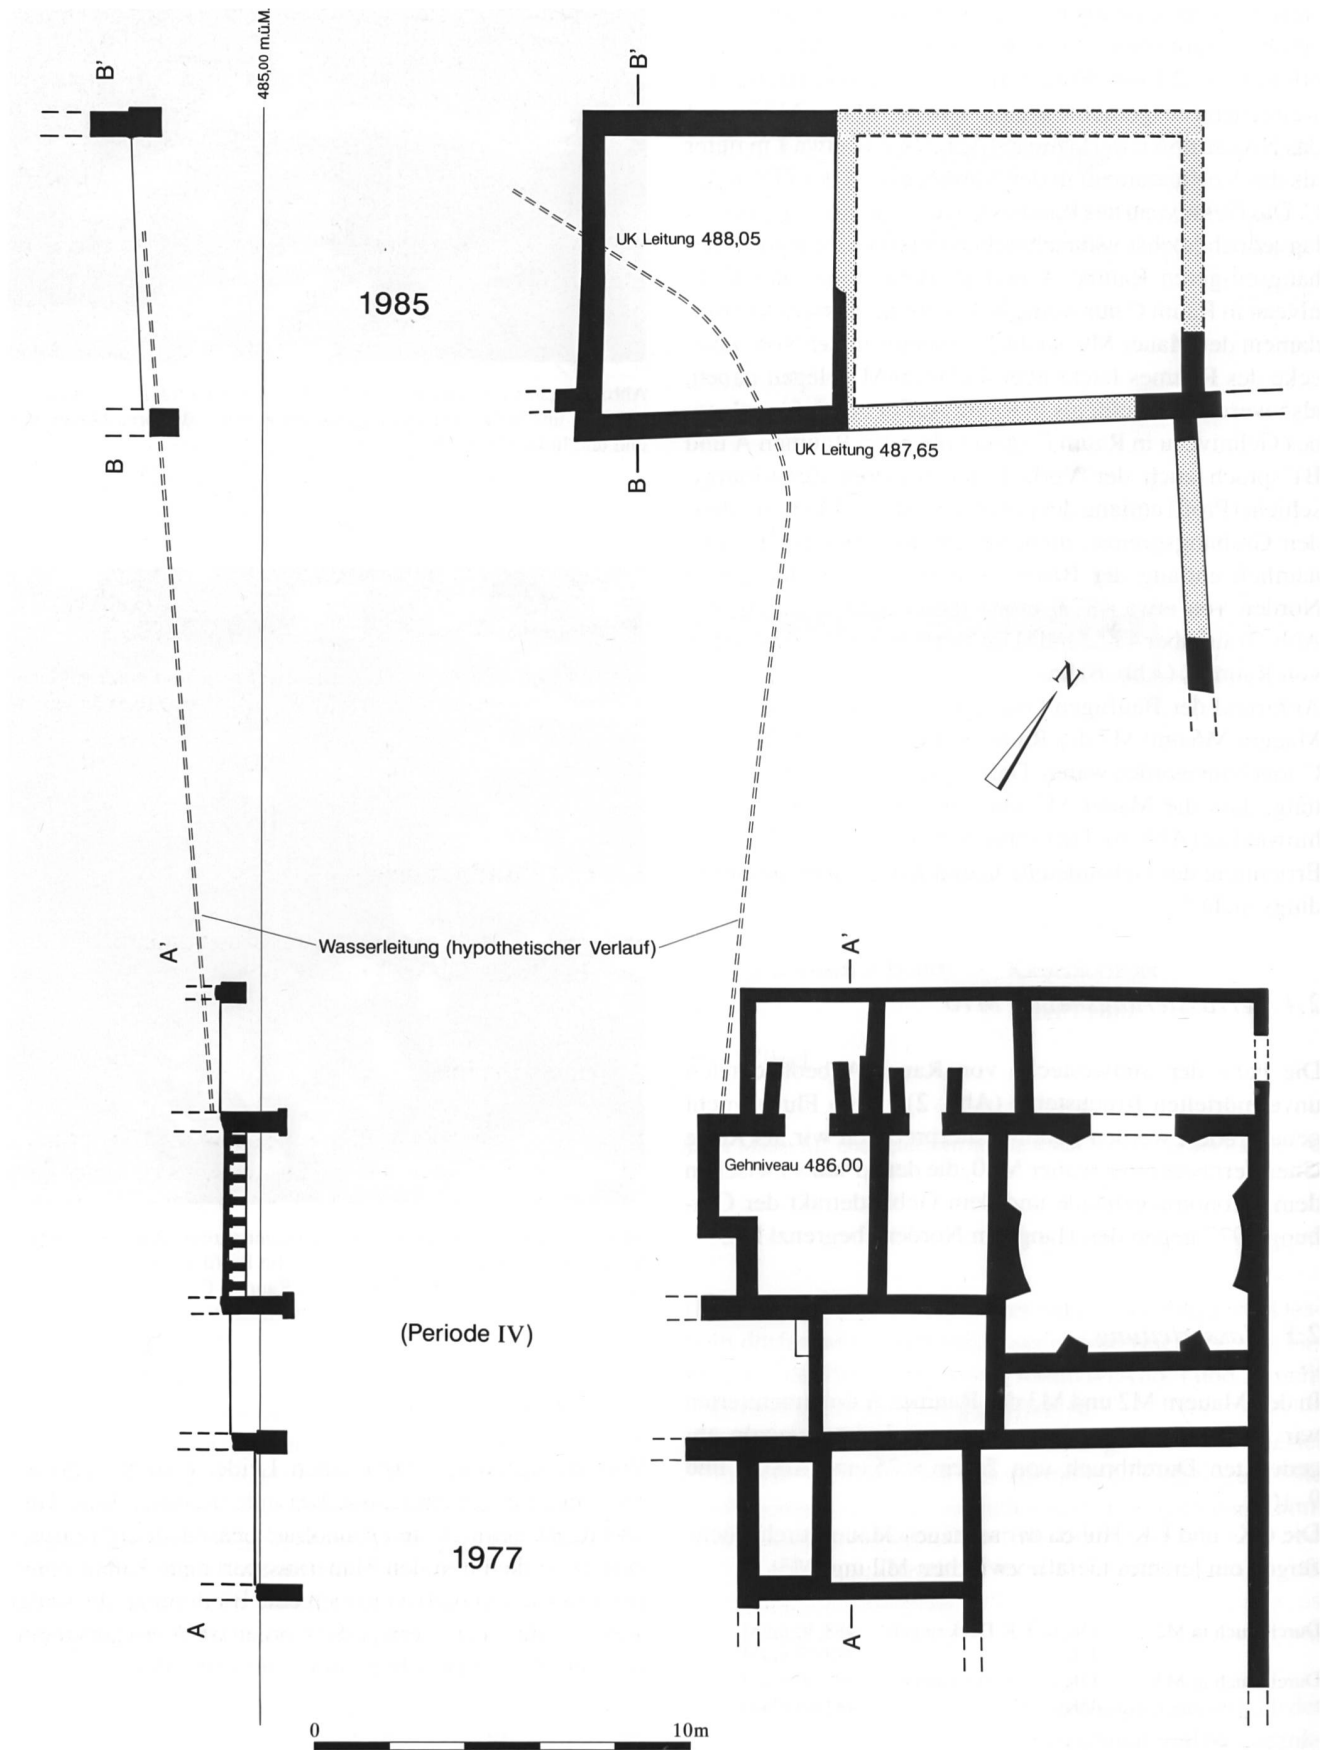 B'
485,00 m.ü.M.
B'
UK Leitung 488,05
1985
B
B
UK Leitung 487,65
N
A'
Wasserleitung (hypothetischer Verlauf)
A'
Gehniveau 486,00
(Periode IV)
1977
A
A
0
10m